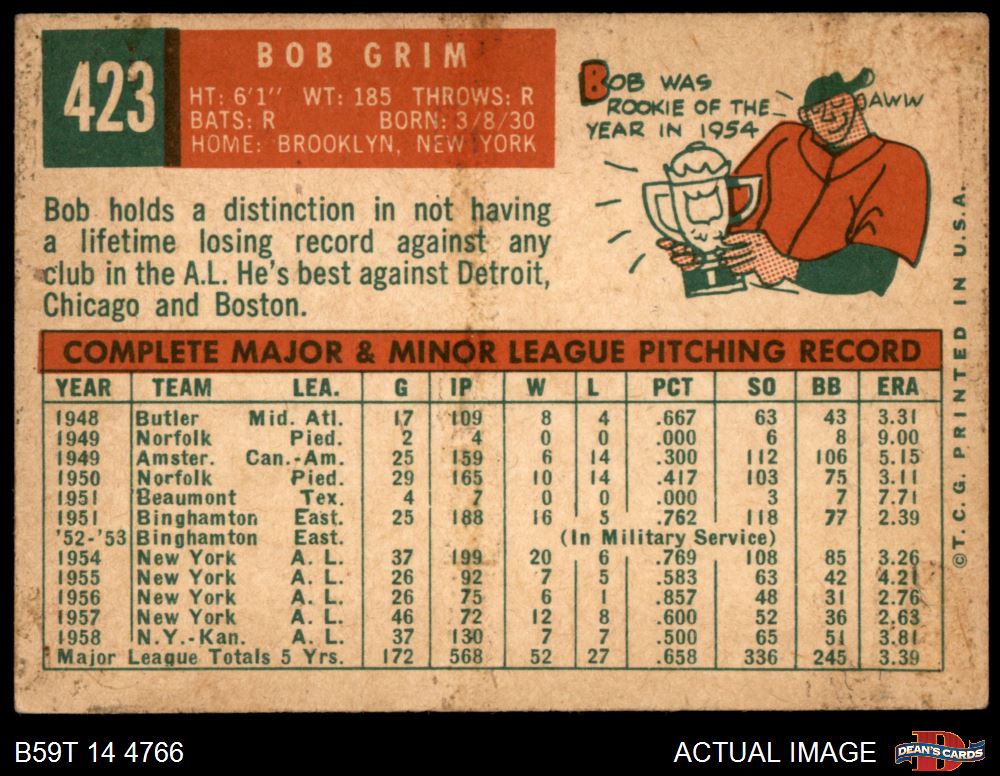 423
BOB GRIM
HT: 6'1" WT: 185 THROWS: R
BATS: R BORN: 3/8/30
HOME: BROOKLYN, NEW YORK
BOB WAS
ROOKIE OF THE
YEAR IN 1954
AWW
Bob holds a distinction in not having
a lifetime losing record against any
club in the A.L. He's best against Detroit,
Chicago and Boston.
COMPLETE MAJOR & MINOR LEAGUE PITCHING RECORD
YEAR TEAM LEA. G IP W L PCT SO BB ERA
1948 Butler Mid. Atl. 17 109 8 4 .667 63 43 3.31
1949 Norfolk Pied. 2 4 0 0 .000 6 8 9.00
1949 Amster. Can.-Am. 25 159 6 14 .300 112 106 5.15
1950 Norfolk Pied. 29 165 10 14 .417 103 75 3.11
1951 Beaumont Tex. 4 7 0 0 .000 3 7 7.71
1951 Binghamton East. 25 188 16 5 .762 118 77 2.39
'52-'53 Binghamton East. (In Military Service)
1954 New York A. L. 37 199 20 6 .769 108 85 3.26
1955 New York A. L. 26 92 7 5 .583 63 42 4.21
1956 New York A. L. 26 75 6 1 .857 48 31 2.76
1957 New York A. L. 46 72 12 8 .600 52 36 2.63
1958 N.Y.-Kan. A. L. 37 130 7 7 .500 65 51 3.81
Major League Totals 5 Yrs. 172 568 52 27 .658 336 245 3.39
©T.C.G. PRINTED IN U.S.A.
B59T 14 4766
ACTUAL IMAGE
D
DEAN'S CARDS